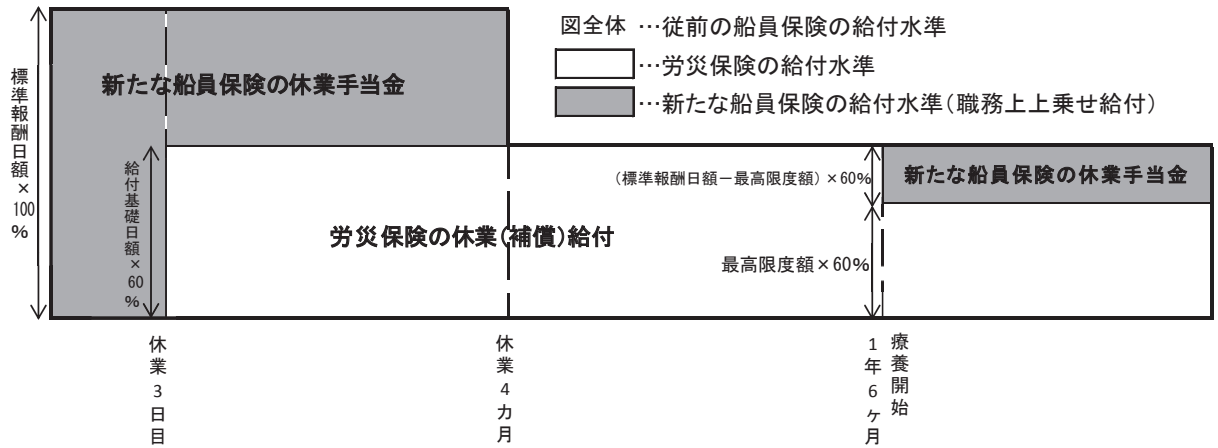 図全体 …従前の船員保険の給付水準
…労災保険の給付水準
…新たな船員保険の給付水準(職務上上乗せ給付)
標準報酬日額×100%
新たな船員保険の休業手当金
給付基礎日額×60%
労災保険の休業(補償)給付
(標準報酬日額－最高限度額)×60%
最高限度額×60%
新たな船員保険の休業手当金
休業3日目
休業4カ月
療養開始
1年6ヶ月